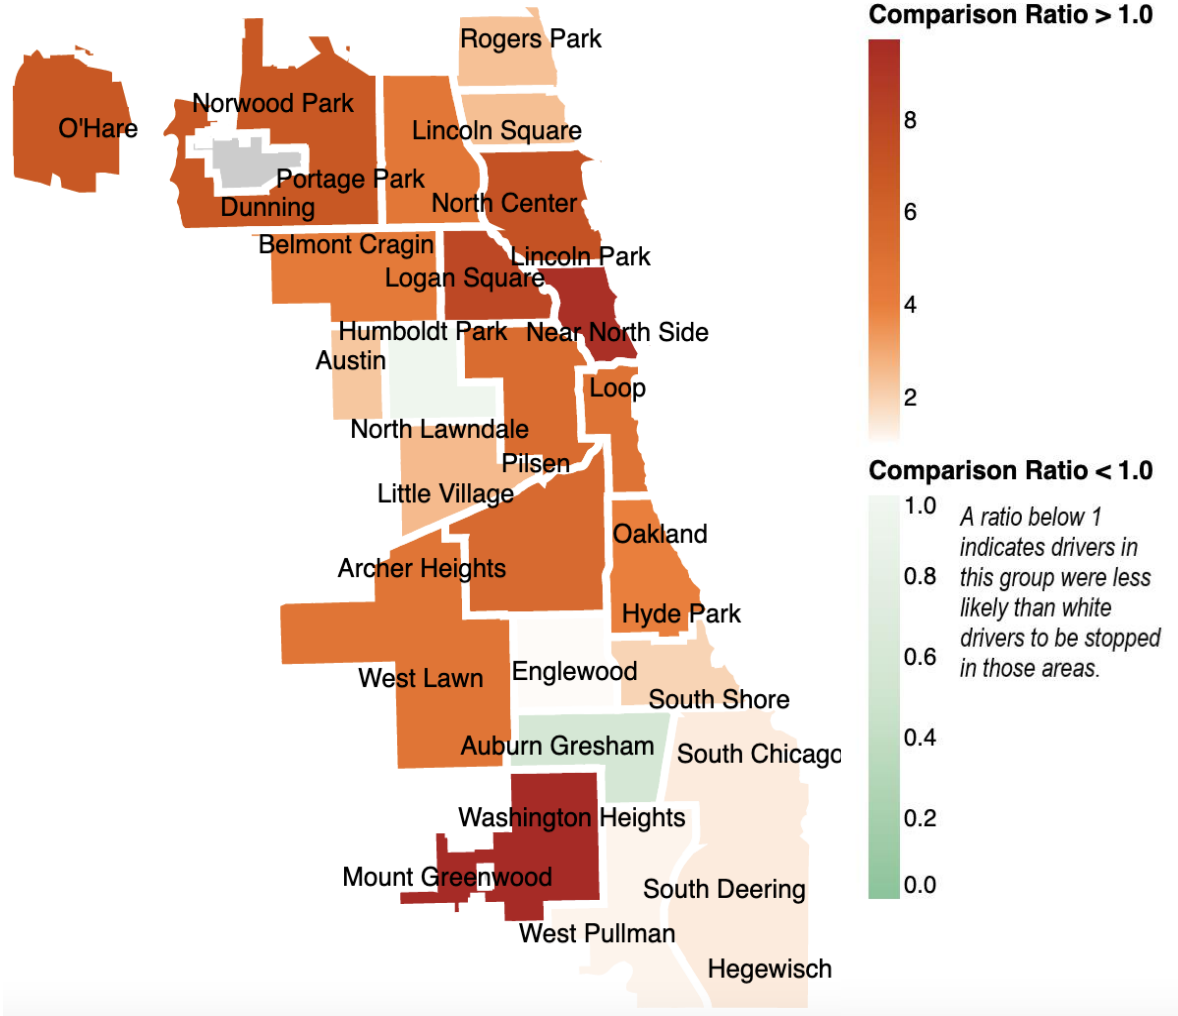 Comparison Ratio > 1.0
8
6
4
2
Comparison Ratio < 1.0
1.0
0.8
0.6
0.4
0.2
0.0
A ratio below 1
indicates drivers in
this group were less
likely than white
drivers to be stopped
in those areas.
Rogers Park
Norwood Park
O'Hare
Lincoln Square
Portage Park
North Center
Dunning
Belmont Cragin
Lincoln Park
Logan Square
Humboldt Park
Near North Side
Austin
Loop
North Lawndale
Pilsen
Little Village
Oakland
Archer Heights
Hyde Park
Englewood
West Lawn
South Shore
Auburn Gresham
South Chicago
Washington Heights
Mount Greenwood
South Deering
West Pullman
Hegewisch